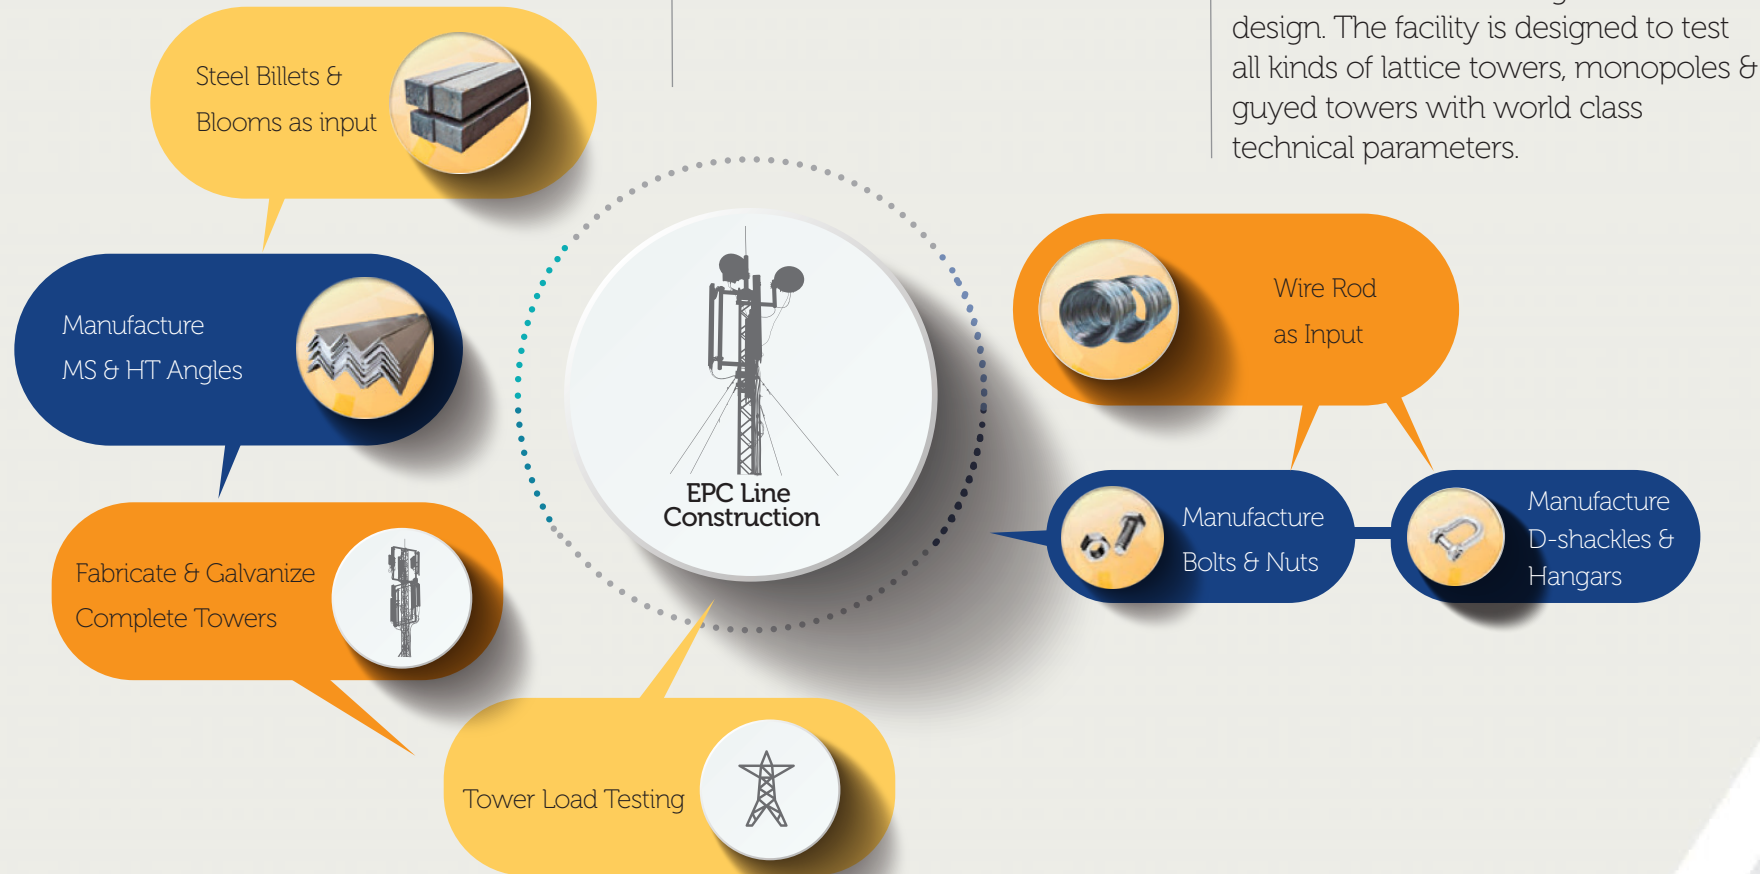 design. The facility is designed to test
all kinds of lattice towers, monopoles &
guyed towers with world class
technical parameters.
Steel Billets &
Blooms as input
Manufacture
MS & HT Angles
Fabricate & Galvanize
Complete Towers
Tower Load Testing
EPC Line
Construction
Wire Rod
as Input
Manufacture
Bolts & Nuts
Manufacture
D-shackles &
Hangars